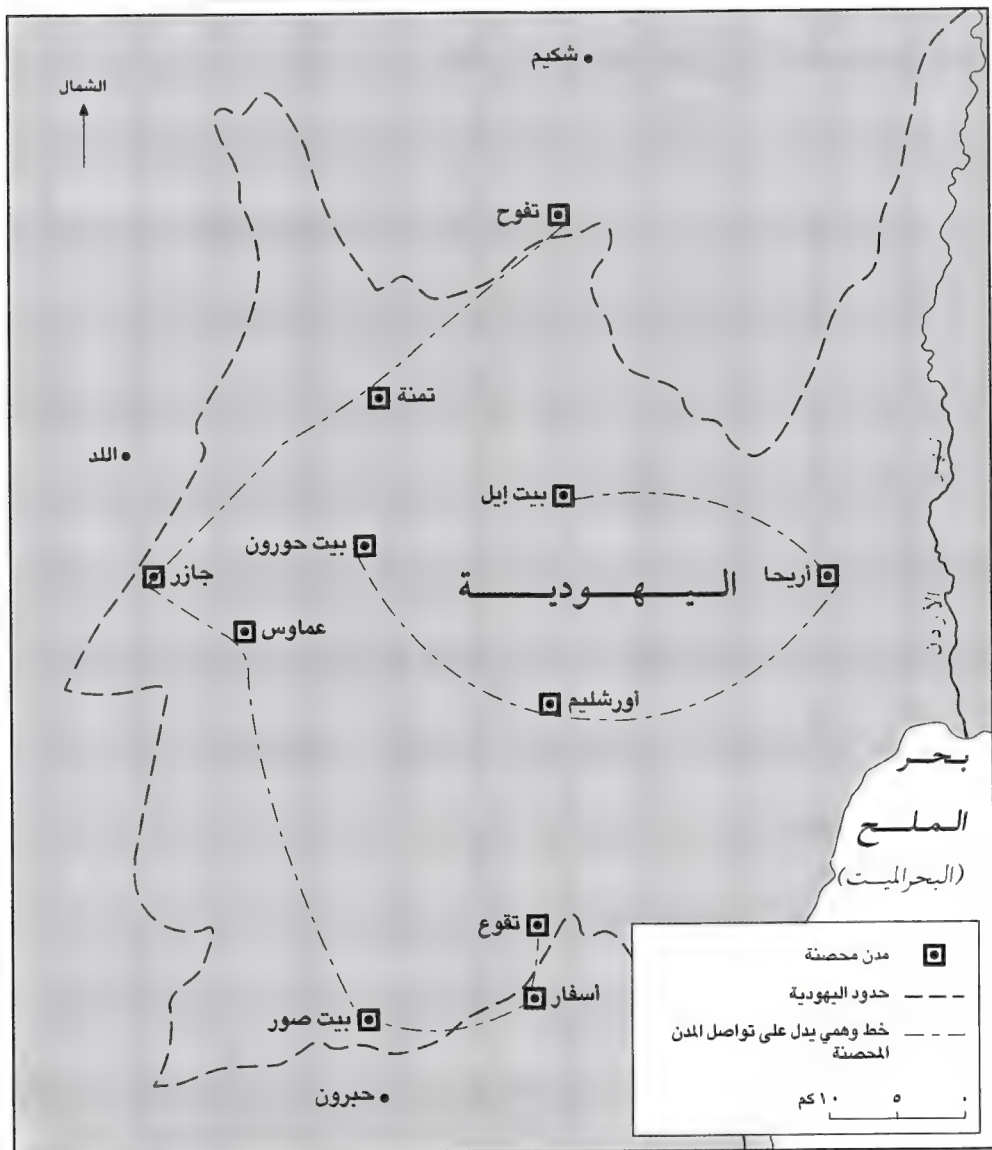 شكيم
الشمال
تفوح
تمنة
اللد
بيت إيل
بيت حورون
جازر
أريحا
اليهودية
عماوس
أورشليم
نهر
الأردن
بحر
الملح
(البحر الميت)
تقوع
أسفار
بيت صور
حبرون
مدن محصنة
حدود اليهودية
خط وهمي يدل على تواصل المدن
المحصنة
٠ ٥ ١٠ كم